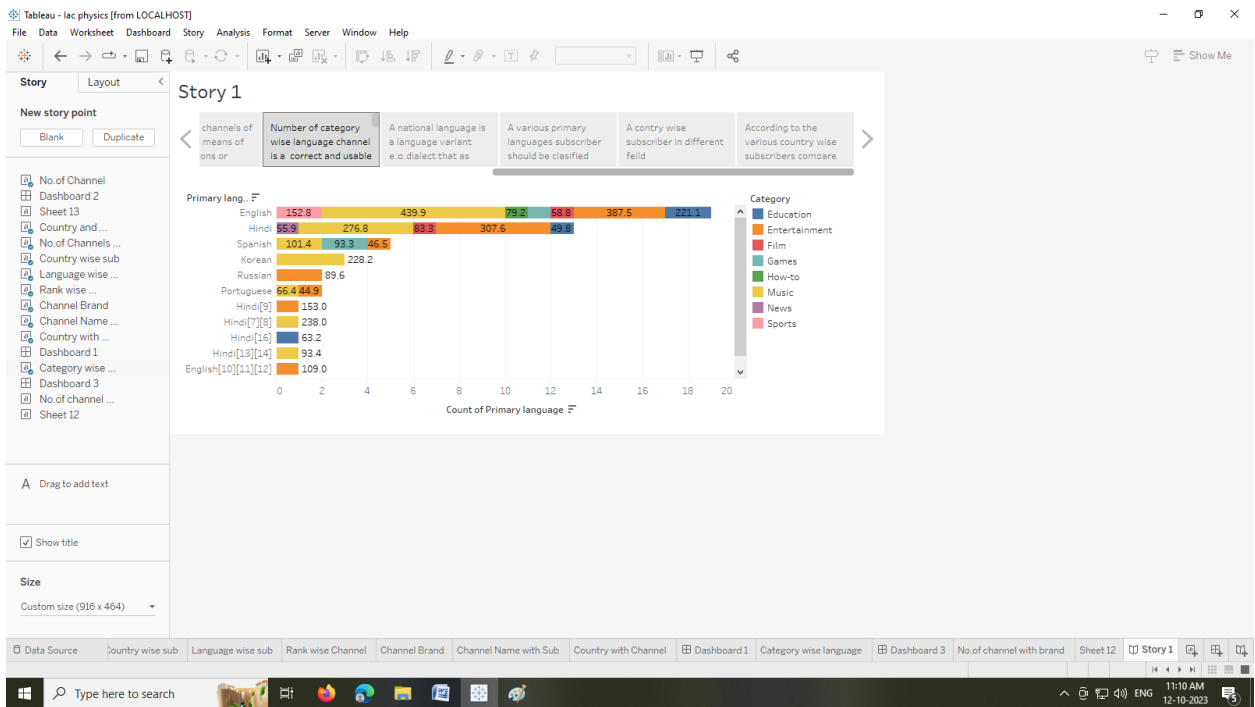 Tableau - lac physics [from LOCALHOST]
File Data Worksheet Dashboard Story Analysis Format Server Window Help
Show Me
Story Layout
New story point
Blank Duplicate
No.of Channel
Dashboard 2
Sheet 13
Country and ...
No.of Channels ...
Country wise sub
Language wise ...
Rank wise ...
Channel Brand
Channel Name ...
Country with ...
Dashboard 1
Category wise ...
Dashboard 3
No.of channel ...
Sheet 12
A Drag to add text
Show title
Size
Custom size (916 x 464)
Story 1
channels of
means of
ons or
Number of category
wise language channel
is a correct and usable
A national language is
a language variant
e.g.dialect that as
A various primary
languages subscriber
should be clasified
A contry wise
subscriber in different
feild
According to the
various country wise
subscribers compare
Primary lang..
English 152.8 439.9 79.2 58.8 387.5 221.1
Hindi 55.9 276.8 83.3 307.6 49.8
Spanish 101.4 93.3 46.5
Korean 228.2
Russian 89.6
Portuguese 66.4 44.9
Hindi[9] 153.0
Hindi[7][8] 238.0
Hindi[16] 63.2
Hindi[13][14] 93.4
English[10][11][12] 109.0
0 2 4 6 8 10 12 14 16 18 20
Count of Primary language
Category
Education
Entertainment
Film
Games
How-to
Music
News
Sports
Data Source Country wise sub Language wise sub Rank wise Channel Channel Brand Channel Name with Sub Country with Channel Dashboard 1 Category wise language Dashboard 3 No.of channel with brand Sheet 12 Story 1
Type here to search
ENG
11:10 AM
12-10-2023
5